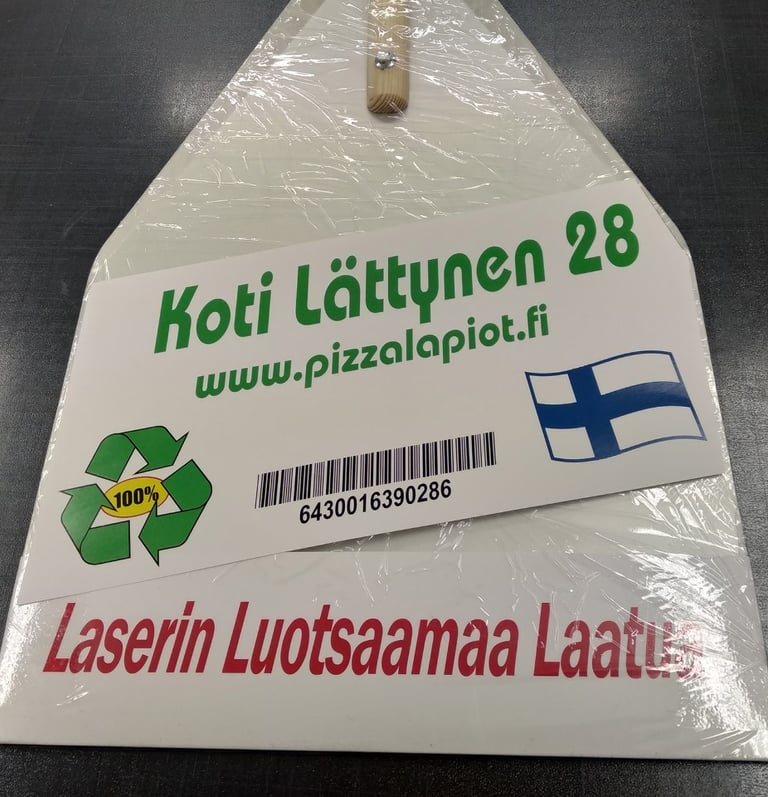 Koti Lättynen 28
www.pizzalapiot.fi
100%
6430016390286
Laserin Luotsaamaa Laatua